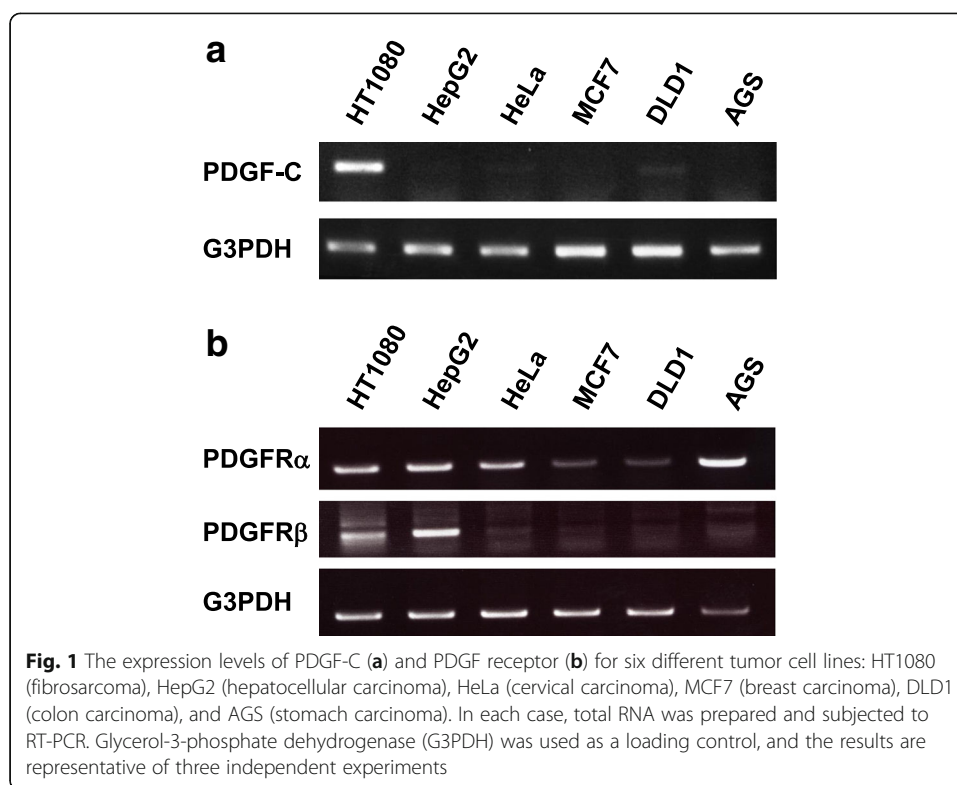 a
HT1080 HepG2 HeLa MCF7 DLD1 AGS
PDGF-C
G3PDH
b
HT1080 HepG2 HeLa MCF7 DLD1 AGS
PDGFRα
PDGFRβ
G3PDH
Fig. 1 The expression levels of PDGF-C (a) and PDGF receptor (b) for six different tumor cell lines: HT1080
(fibrosarcoma), HepG2 (hepatocellular carcinoma), HeLa (cervical carcinoma), MCF7 (breast carcinoma), DLD1
(colon carcinoma), and AGS (stomach carcinoma). In each case, total RNA was prepared and subjected to
RT-PCR. Glycerol-3-phosphate dehydrogenase (G3PDH) was used as a loading control, and the results are
representative of three independent experiments